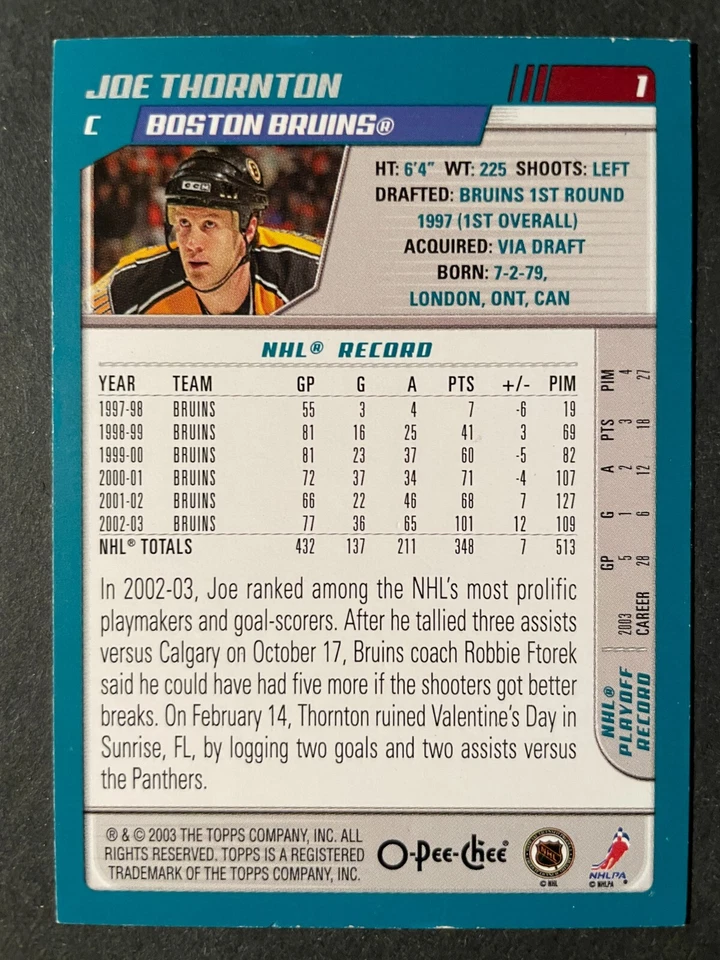 JOE THORNTON
1
C
BOSTON BRUINS®
CCM
HT: 6'4" WT: 225 SHOOTS: LEFT
DRAFTED: BRUINS 1ST ROUND
1997 (1ST OVERALL)
ACQUIRED: VIA DRAFT
BORN: 7-2-79,
LONDON, ONT, CAN
NHL® RECORD
YEAR TEAM GP G A PTS +/- PIM
1997-98 BRUINS 55 3 4 7 -6 19
1998-99 BRUINS 81 16 25 41 3 69
1999-00 BRUINS 81 23 37 60 -5 82
2000-01 BRUINS 72 37 34 71 -4 107
2001-02 BRUINS 66 22 46 68 7 127
2002-03 BRUINS 77 36 65 101 12 109
NHL® TOTALS 432 137 211 348 7 513
NHL®
PLAYOFF
RECORD
GP G A PTS PIM
2003 5 1 2 3 4
CAREER 28 6 12 18 27
In 2002-03, Joe ranked among the NHL's most prolific
playmakers and goal-scorers. After he tallied three assists
versus Calgary on October 17, Bruins coach Robbie Ftorek
said he could have had five more if the shooters got better
breaks. On February 14, Thornton ruined Valentine's Day in
Sunrise, FL, by logging two goals and two assists versus
the Panthers.
® & © 2003 THE TOPPS COMPANY, INC. ALL
RIGHTS RESERVED. TOPPS IS A REGISTERED
TRADEMARK OF THE TOPPS COMPANY, INC.
O-Pee-Chee®
NHL
© NHL
NHLPA
© NHLPA